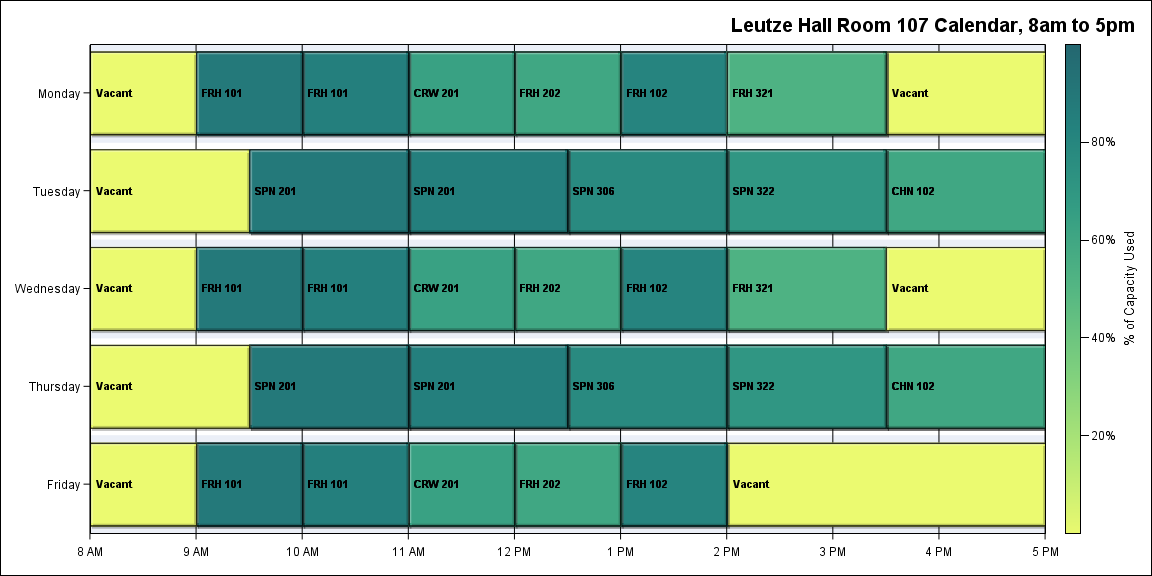 Leutze Hall Room 107 Calendar, 8am to 5pm
Monday
Vacant
FRH 101
FRH 101
CRW 201
FRH 202
FRH 102
FRH 321
Vacant
Tuesday
Vacant
SPN 201
SPN 201
SPN 306
SPN 322
CHN 102
Wednesday
Vacant
FRH 101
FRH 101
CRW 201
FRH 202
FRH 102
FRH 321
Vacant
Thursday
Vacant
SPN 201
SPN 201
SPN 306
SPN 322
CHN 102
Friday
Vacant
FRH 101
FRH 101
CRW 201
FRH 202
FRH 102
Vacant
8 AM
9 AM
10 AM
11 AM
12 PM
1 PM
2 PM
3 PM
4 PM
5 PM
80%
60%
40%
20%
% of Capacity Used